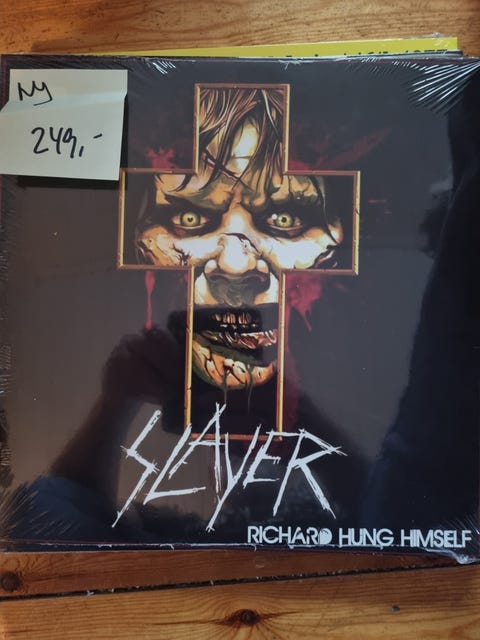 NY
249,-
SLAYER
RICHARD HUNG HIMSELF